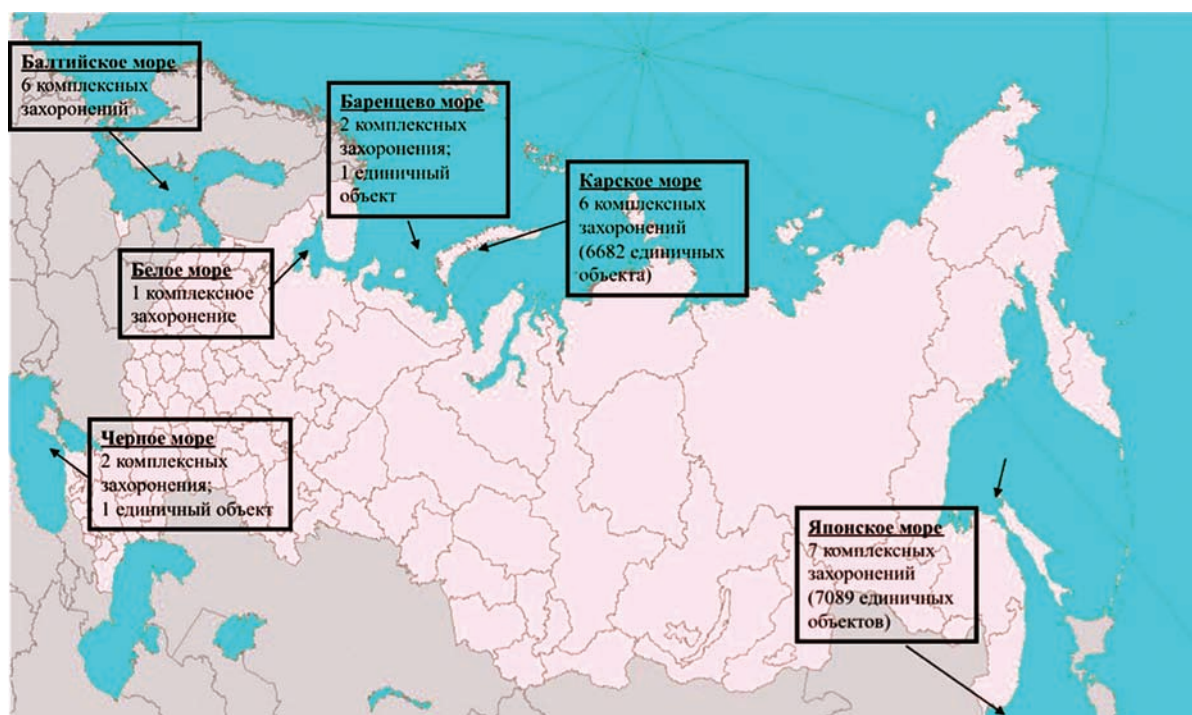 Балтийское море
6 комплексных
захоронений
Баренцево море
2 комплексных
захоронения;
1 единичный
объект
Карское море
6 комплексных
захоронений
(6682 единичных
объекта)
Белое море
1 комплексное
захоронение
Черное море
2 комплексных
захоронения;
1 единичный объект
Японское море
7 комплексных
захоронений
(7089 единичных
объектов)